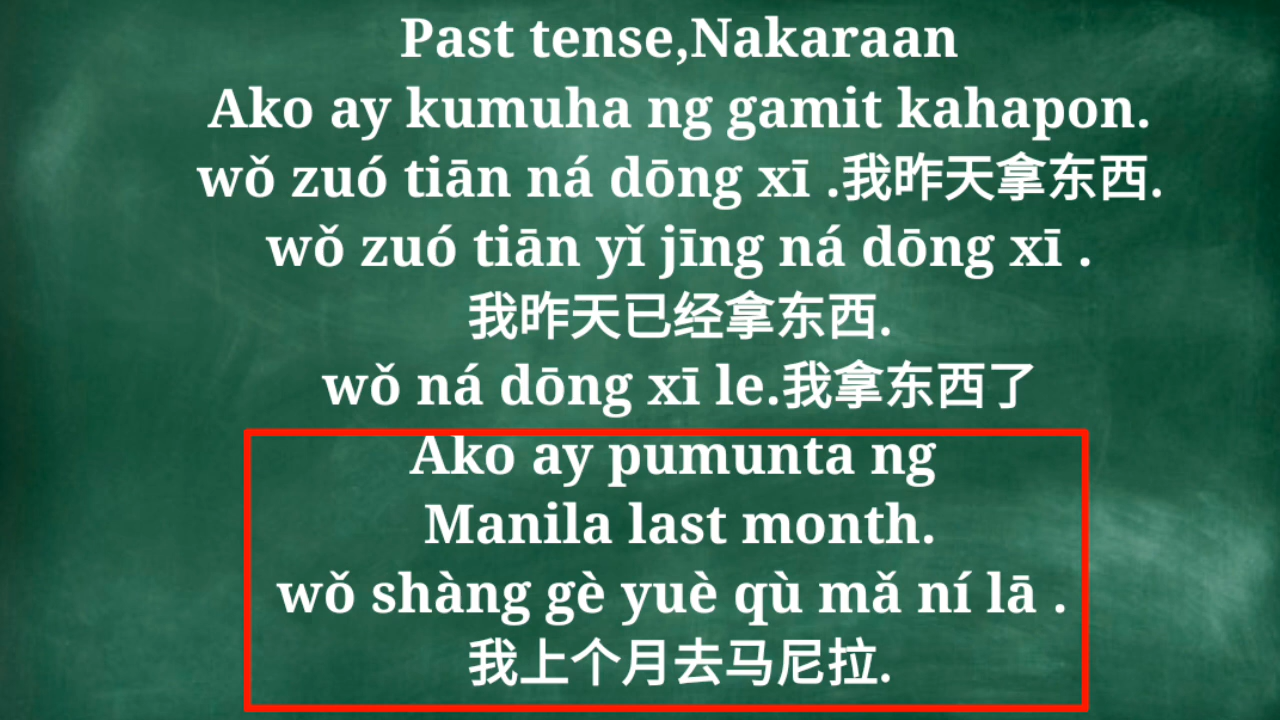 Past tense,Nakaraan
Ako ay kumuha ng gamit kahapon.
wǒ zuó tiān ná dōng xī .我昨天拿东西.
wǒ zuó tiān yǐ jīng ná dōng xī .
我昨天已经拿东西.
wǒ ná dōng xī le.我拿东西了
Ako ay pumunta ng
Manila last month.
wǒ shàng gè yuè qù mǎ ní lā .
我上个月去马尼拉.